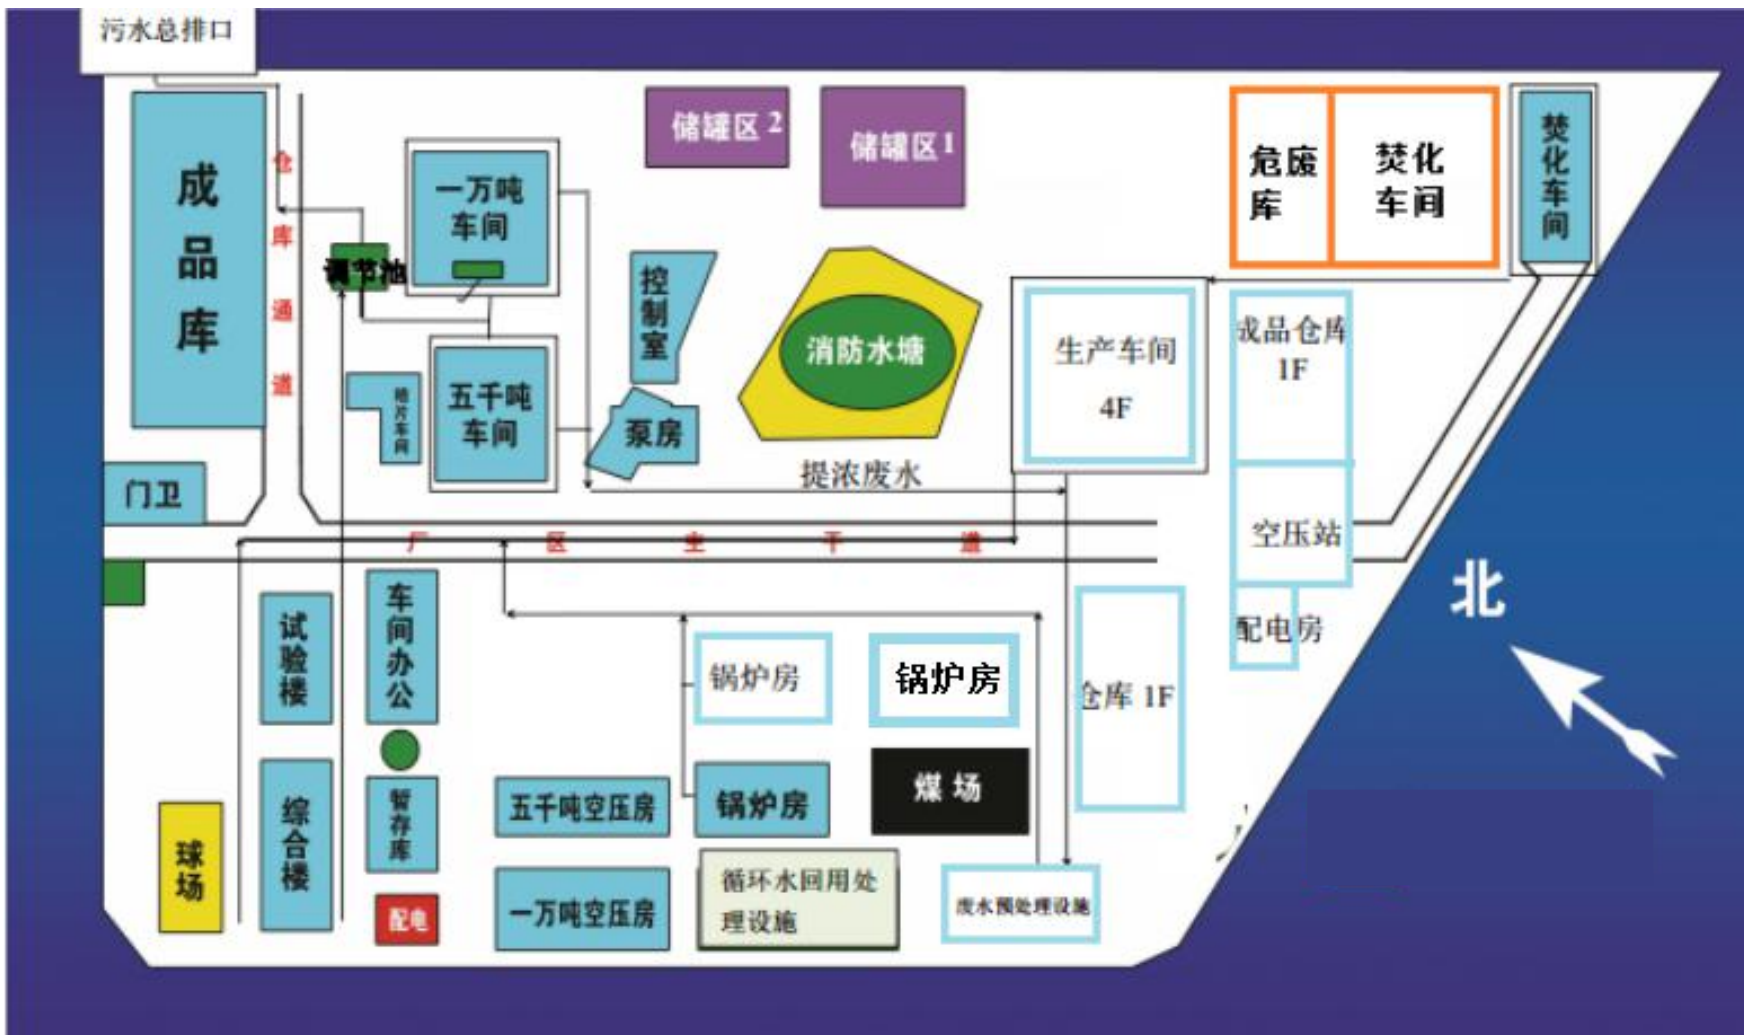 污水总排口
储罐区2
储罐区1
焚化车间
成品库
仓库通道
一万吨
车间
危废
库
焚化
车间
调节池
控制室
消防水塘
成品仓库
1F
生产车间
4F
五千吨
车间
泵房
提浓废水
门卫
空压站
厂区主干道
北
试验楼
车间办公
配电房
锅炉房
锅炉房
仓库 1F
煤场
综合楼
暂存库
五千吨空压房
锅炉房
球场
循环水回用处
理设施
废水预处理设施
配电
一万吨空压房